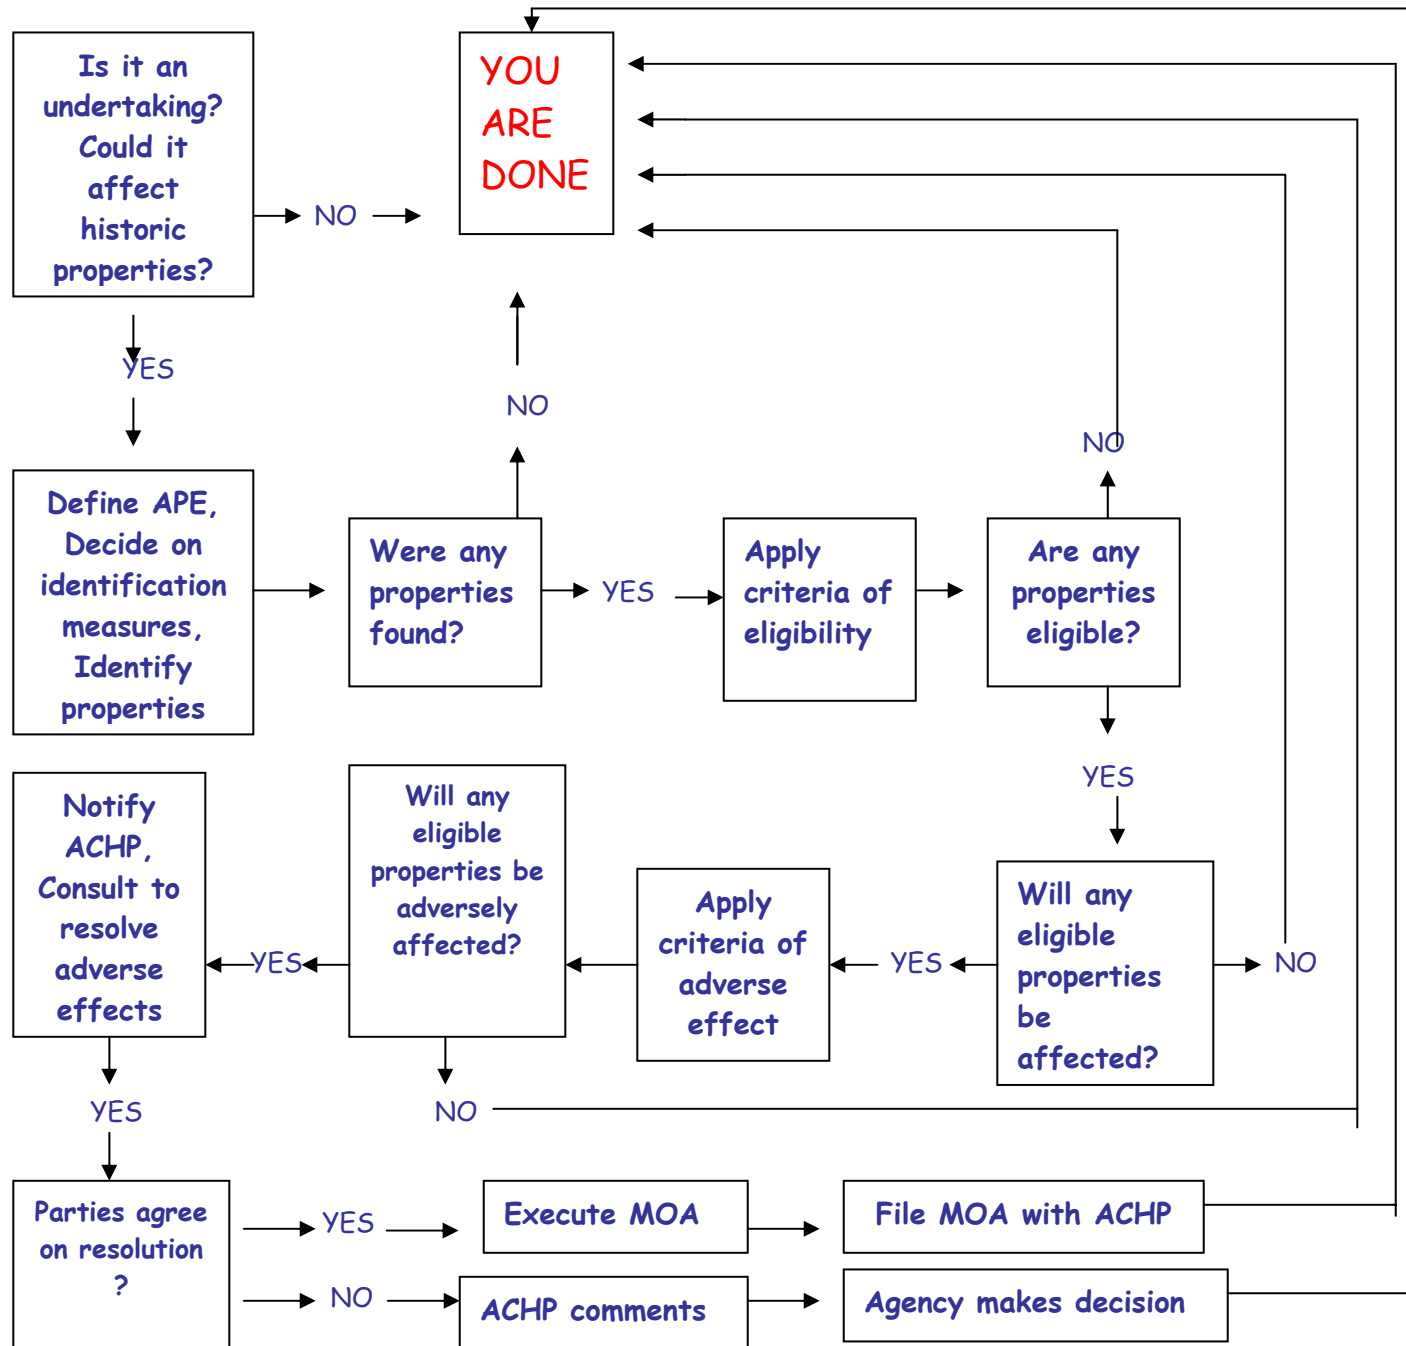 Is it an
undertaking?
Could it
affect
historic
properties?
NO
YOU
ARE
DONE
YES
NO
NO
Define APE,
Decide on
identification
measures,
Identify
properties
Were any
properties
found?
YES
Apply
criteria of
eligibility
Are any
properties
eligible?
YES
Will any
eligible
properties
be
affected?
NO
YES
Apply
criteria of
adverse
effect
Will any
eligible
properties be
adversely
affected?
NO
YES
Notify
ACHP,
Consult to
resolve
adverse
effects
YES
Parties agree
on resolution
?
YES
Execute MOA
File MOA with ACHP
NO
ACHP comments
Agency makes decision